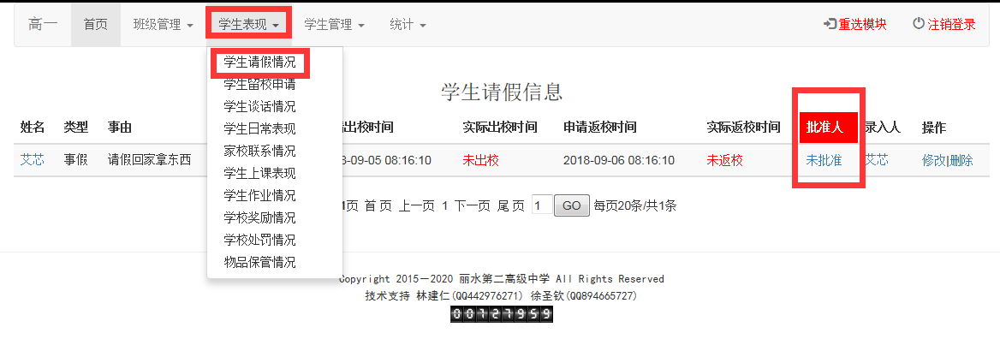 高一 首页 班级管理 学生表现 学生管理 统计 重选模块 注销登录
学生请假情况
学生留校申请
学生谈话情况
学生日常表现
家校联系情况
学生上课表现
学生作业情况
学校奖励情况
学校处罚情况
物品保管情况
学生请假信息
姓名 类型 事由 出校时间 实际出校时间 申请返校时间 实际返校时间 批准人 录入人 操作
艾芯 事假 请假回家拿东西 -09-05 08:16:10 未出校 2018-09-06 08:16:10 未返校 未批准 艾芯 修改|删除
1页 首 页 上一页 1 下一页 尾 页 1 GO 每页20条/共1条
Copyright 2015－2020 丽水第二高级中学 All Rights Reserved
技术支持 林建仁(QQ442976271) 徐圣钦(QQ894665727)
00727959